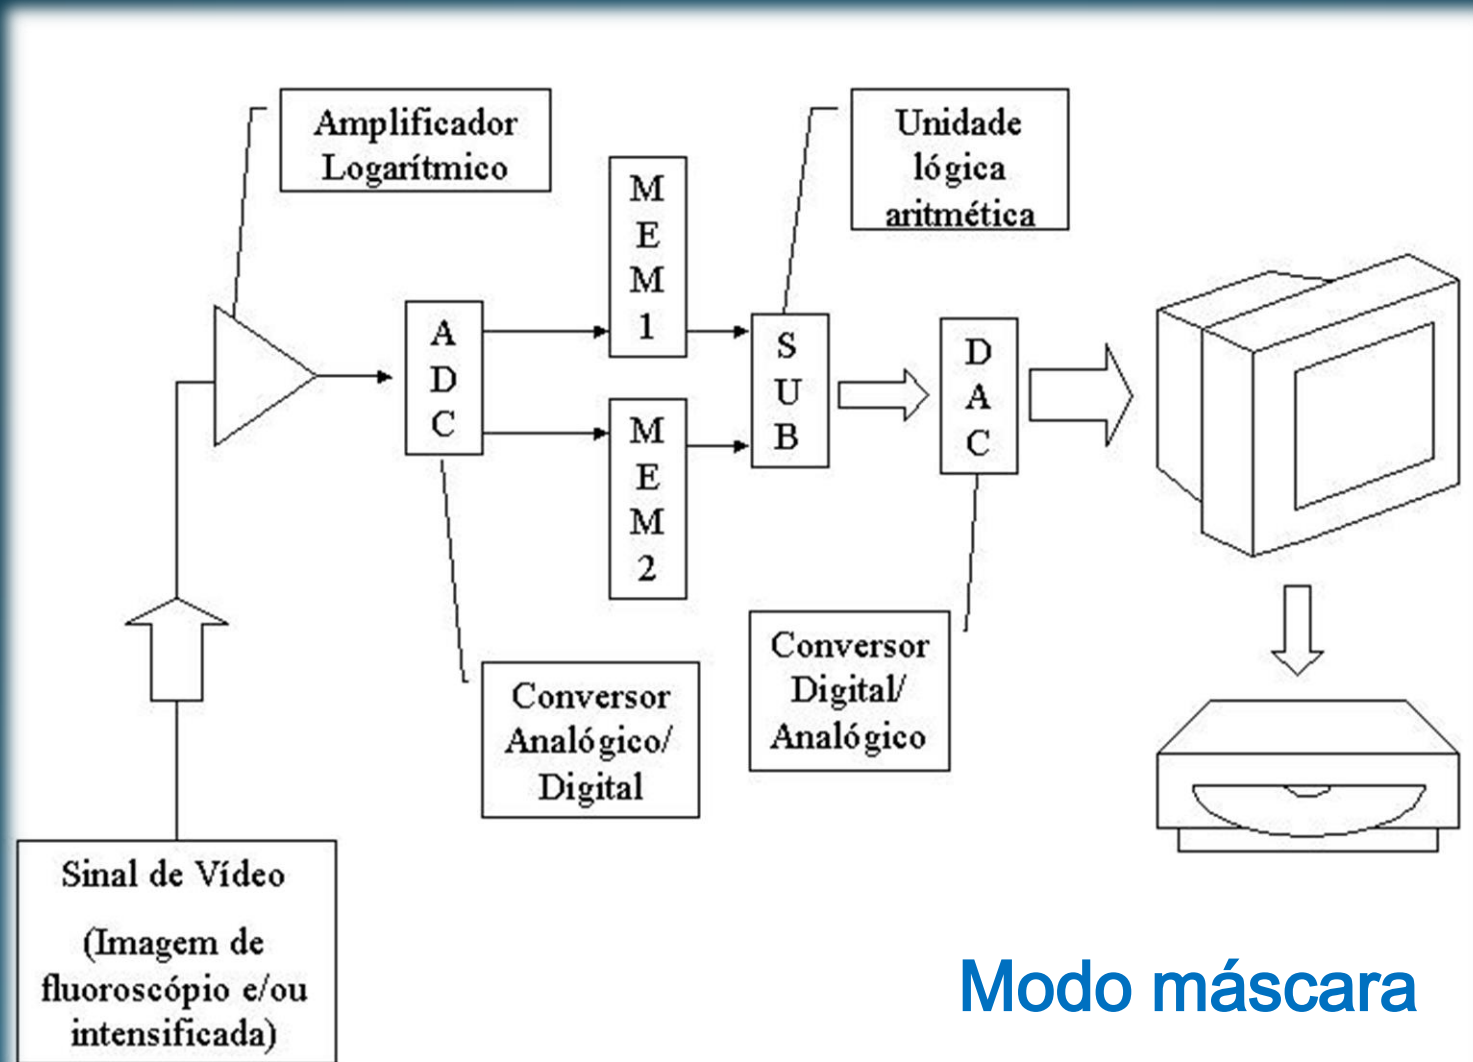 Amplificador
Logarítmico
Unidade
lógica
aritmética
M
E
M
1
A
D
C
S
U
B
D
A
C
M
E
M
2
Conversor
Analógico/
Digital
Conversor
Digital/
Analógico
Sinal de Vídeo
(Imagem de
fluoroscópio e/ou
intensificada)
Modo máscara